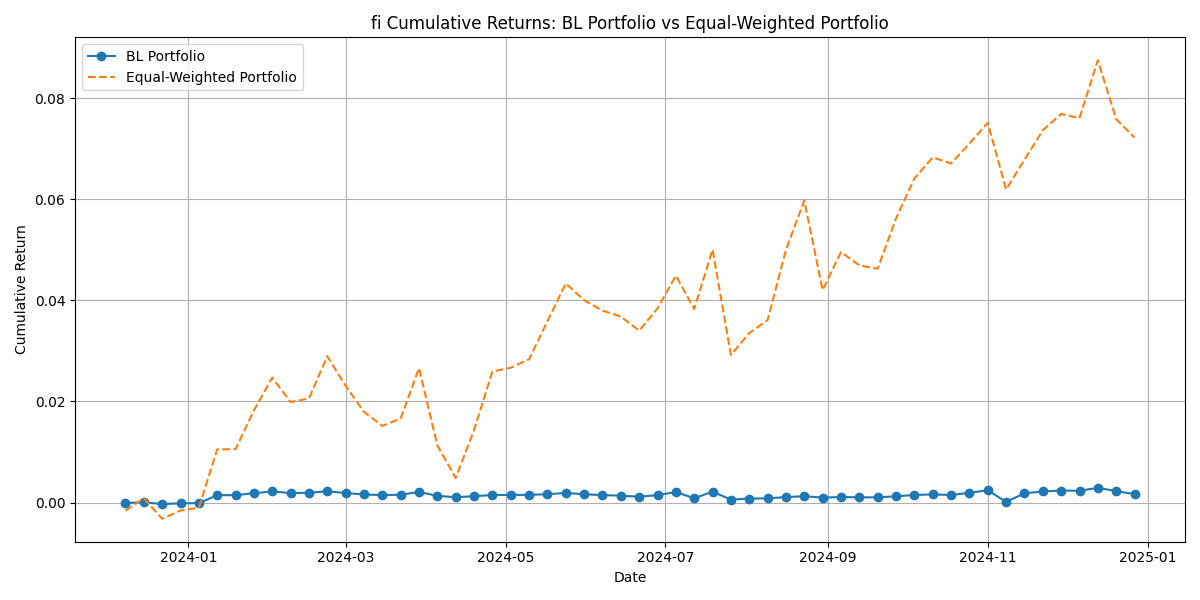 fi Cumulative Returns: BL Portfolio vs Equal-Weighted Portfolio
BL Portfolio
Equal-Weighted Portfolio
Cumulative Return
0.08
0.06
0.04
0.02
0.00
2024-01
2024-03
2024-05
2024-07
2024-09
2024-11
2025-01
Date